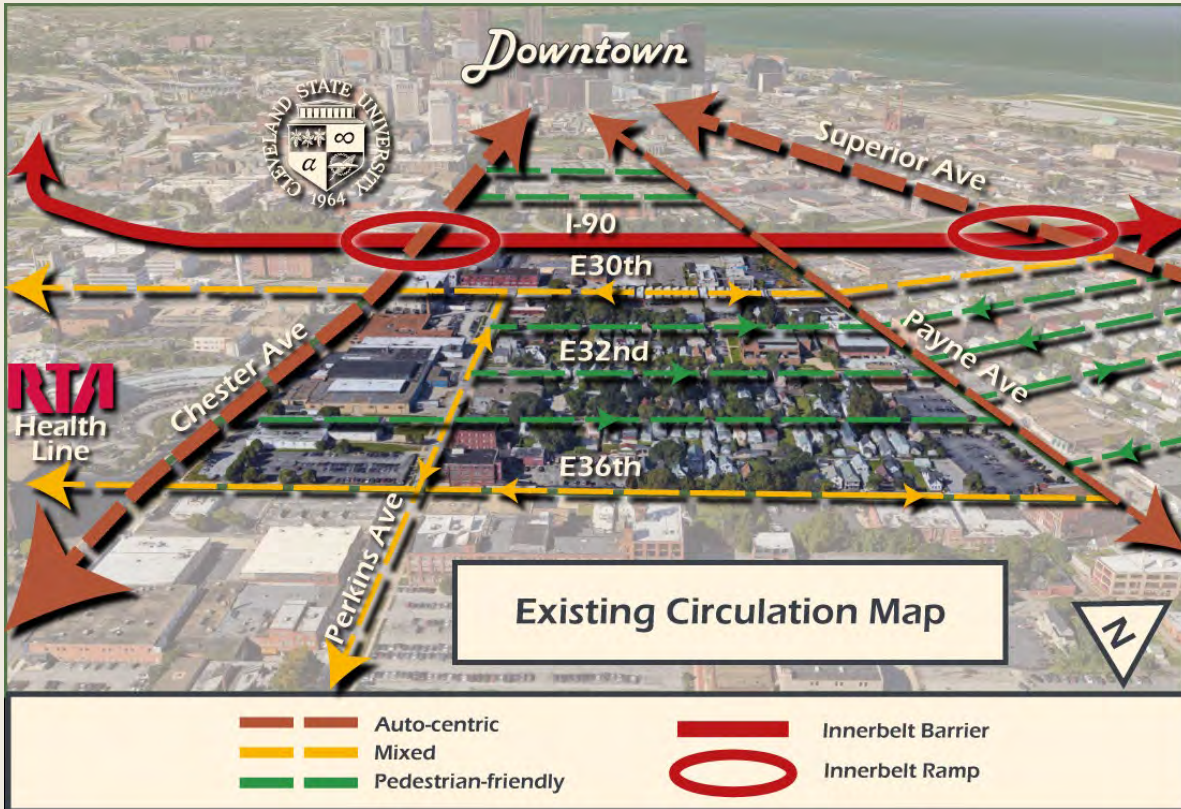 Downtown
CLEVELAND STATE UNIVERSITY
∞
a
1964
Superior Ave
I-90
E30th
Chester Ave
E32nd
Payne Ave
RTA
Health
Line
E36th
Perkins Ave
Existing Circulation Map
N
Auto-centric
Mixed
Pedestrian-friendly
Innerbelt Barrier
Innerbelt Ramp